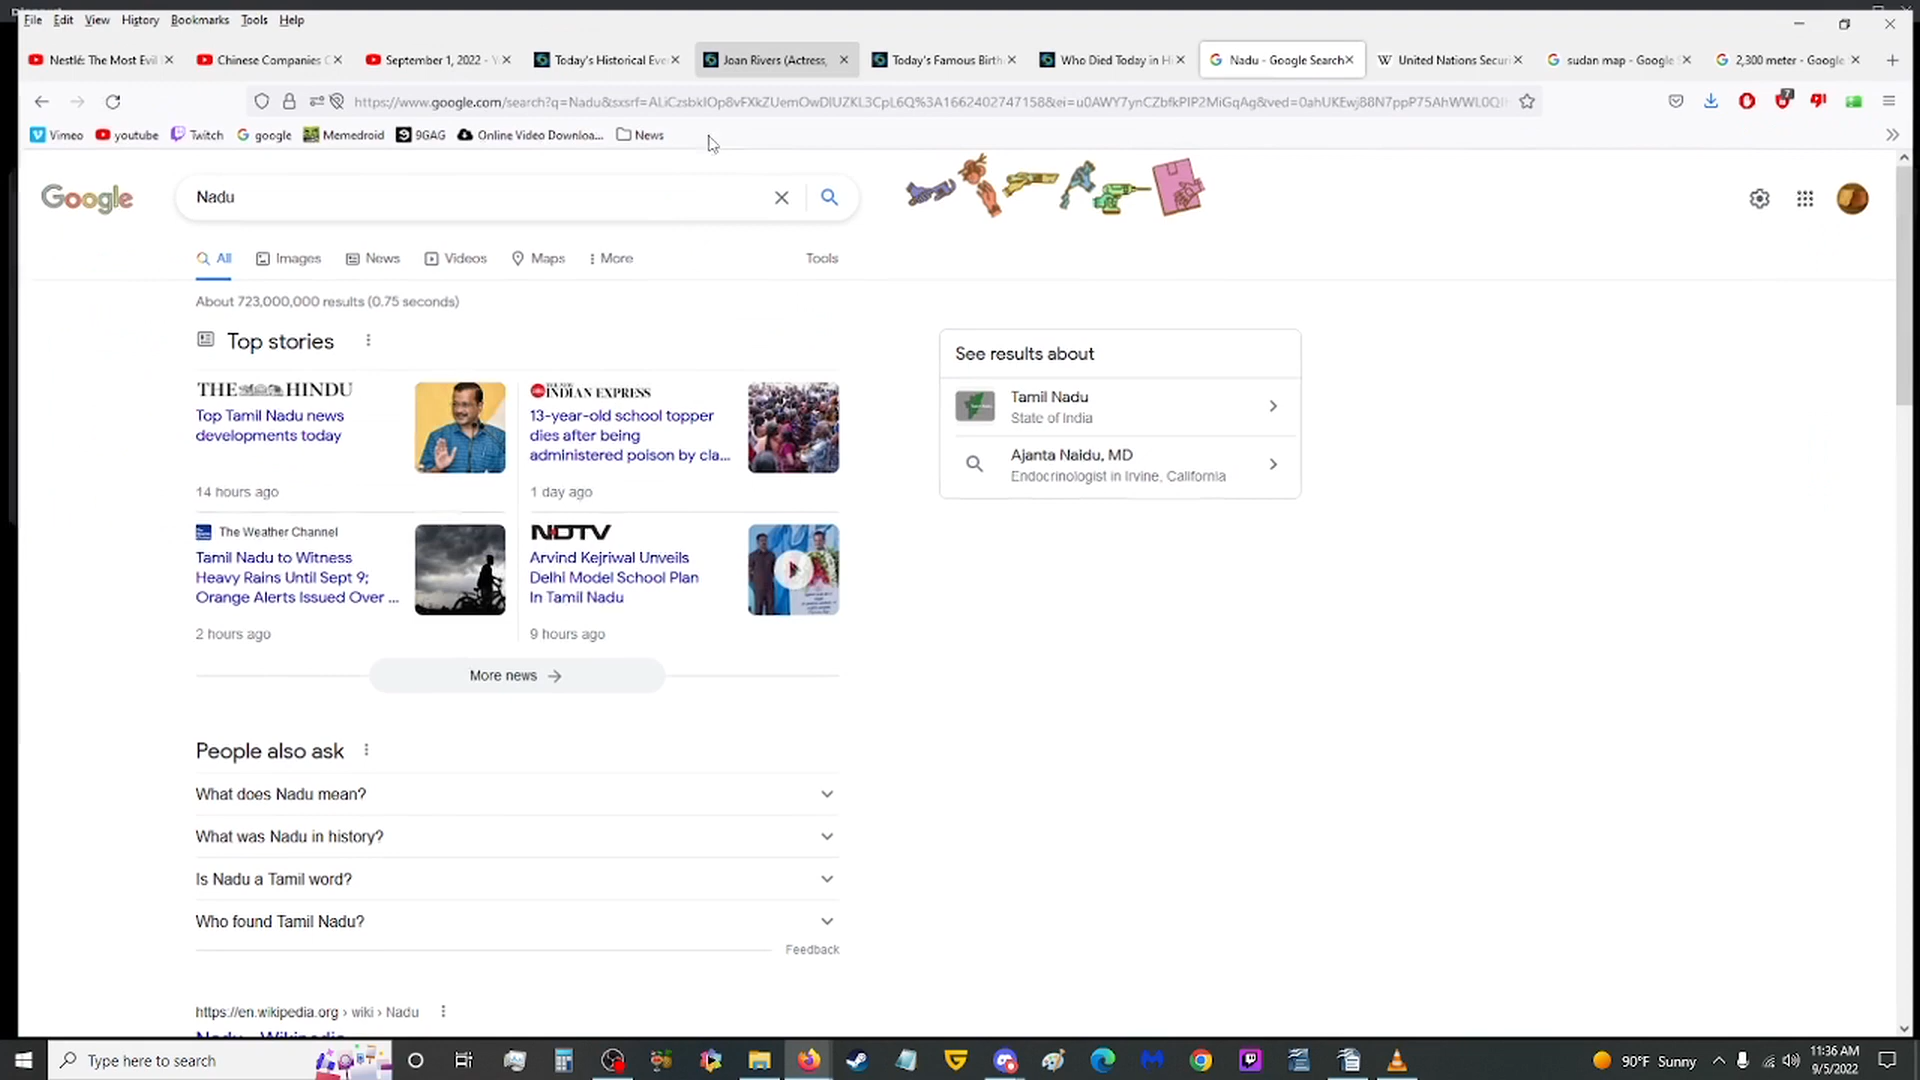 File Edit View History Bookmarks Tools Help
Nestlé: The Most Evil
Chinese Companies C
September 1, 2022 - Y
Today's Historical Eve
Joan Rivers (Actress,
Today's Famous Birth
Who Died Today in Hi
Nadu - Google Search
W United Nations Securi
sudan map - Google S
2,300 meter - Google
Vimeo youtube Twitch google Memedroid 9GAG Online Video Downloa... News
7
Google
Nadu
All Images News Videos Maps More Tools
About 723,000,000 results (0.75 seconds)
Top stories
THE HINDU
Top Tamil Nadu news
developments today
14 hours ago
INDIAN EXPRESS
13-year-old school topper
dies after being
administered poison by cla...
1 day ago
The Weather Channel
Tamil Nadu to Witness
Heavy Rains Until Sept 9;
Orange Alerts Issued Over ...
2 hours ago
NDTV
Arvind Kejriwal Unveils
Delhi Model School Plan
In Tamil Nadu
9 hours ago
More news
See results about
Tamil Nadu
State of India
Ajanta Naidu, MD
Endocrinologist in Irvine, California
People also ask
What does Nadu mean?
What was Nadu in history?
Is Nadu a Tamil word?
Who found Tamil Nadu?
Feedback
https://en.wikipedia.org › wiki › Nadu
Nadu - Wikipedia
Type here to search
90°F Sunny
11:36 AM
9/5/2022